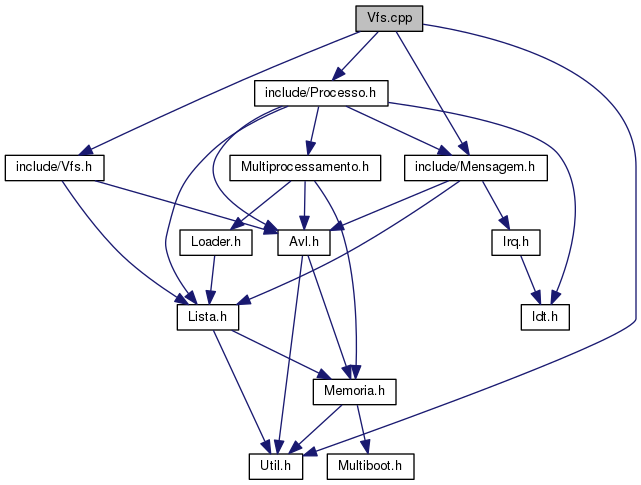 Vfs.cpp
include/Processo.h
include/Vfs.h
Multiprocessamento.h
include/Mensagem.h
Loader.h
Avl.h
Irq.h
Lista.h
Idt.h
Memoria.h
Util.h
Multiboot.h